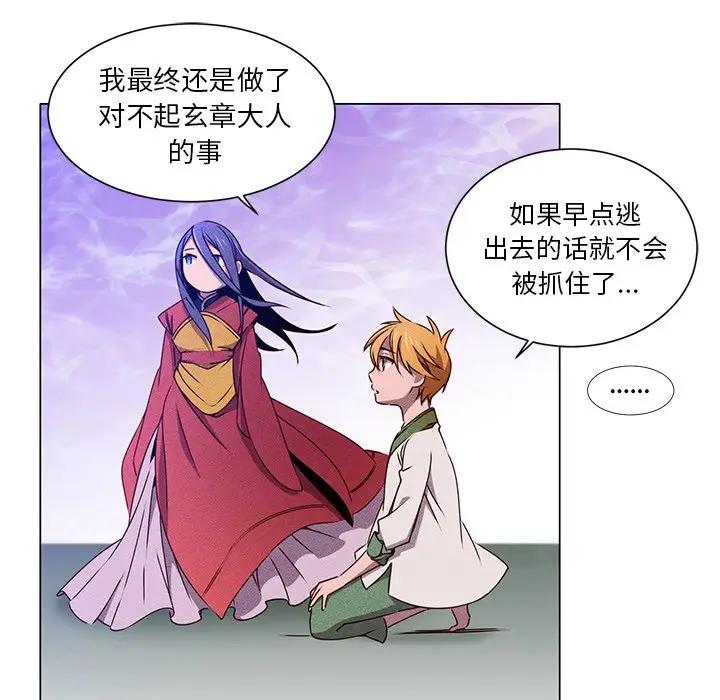 我最终还是做了
对不起玄章大人
的事
如果早点逃
出去的话就不会
被抓住了...
......